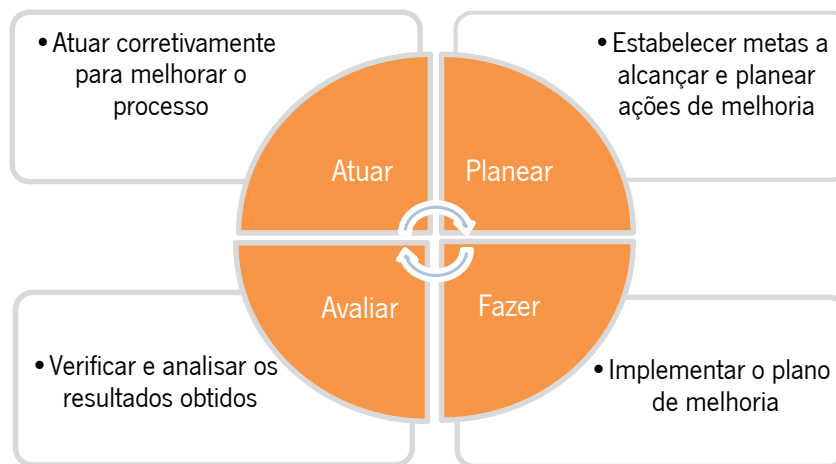 • Atuar corretivamente
para melhorar o
processo
• Estabelecer metas a
alcançar e planear
ações de melhoria
Atuar
Planear
Avaliar
Fazer
• Verificar e analisar os
resultados obtidos
• Implementar o plano
de melhoria